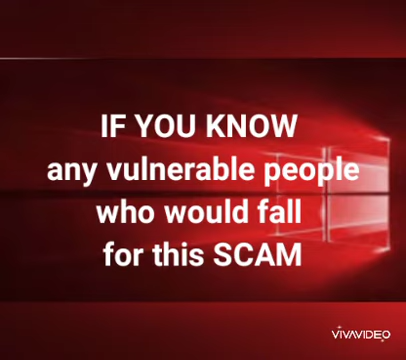 IF YOU KNOW
any vulnerable people
who would fall
for this SCAM
VIVAVIDEO